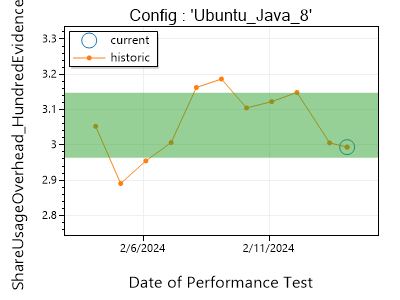 Config : 'Ubuntu_Java_8'
ShareUsageOverhead_HundredEvidence
current
historic
3.3
3.2
3.1
3
2.9
2.8
2/6/2024
2/11/2024
Date of Performance Test